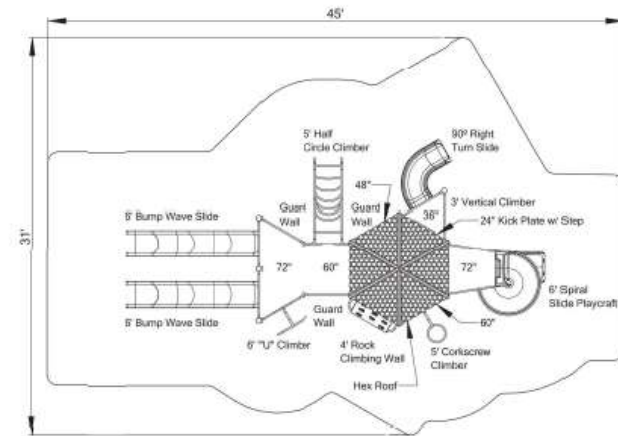 45'
31'
5' Half
Circle Climber
90º Right
Turn Slide
48"
3' Vertical Climber
Guard
Wall
Guard
Wall
36"
24" Kick Plate w/ Step
6' Bump Wave Slide
72"
60"
72"
6' Spiral
Slide Playcraft
6' Bump Wave Slide
Guard
Wall
60"
6' "U" Climber
4' Rock
Climbing Wall
5' Corkscrew
Climber
Hex Roof